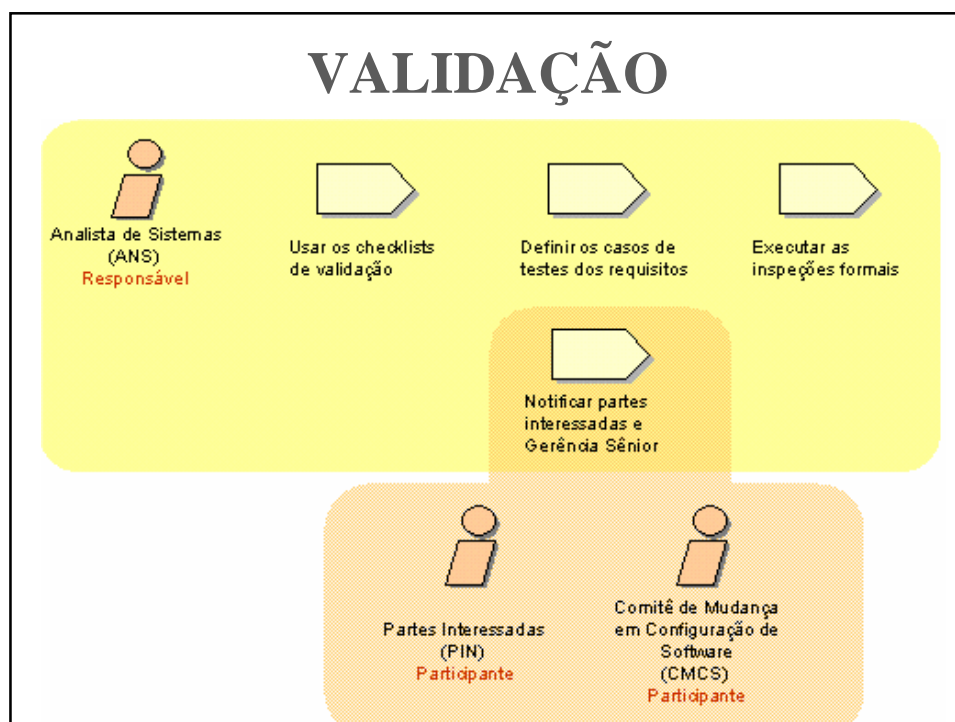 VALIDAÇÃO
Analista de Sistemas
(ANS)
Responsável
Usar os checklists
de validação
Definir os casos de
testes dos requisitos
Executar as
inspeções formais
Notificar partes
interessadas e
Gerência Sênior
Partes Interessadas
(PIN)
Participante
Comitê de Mudança
em Configuração de
Software
(CMCS)
Participante